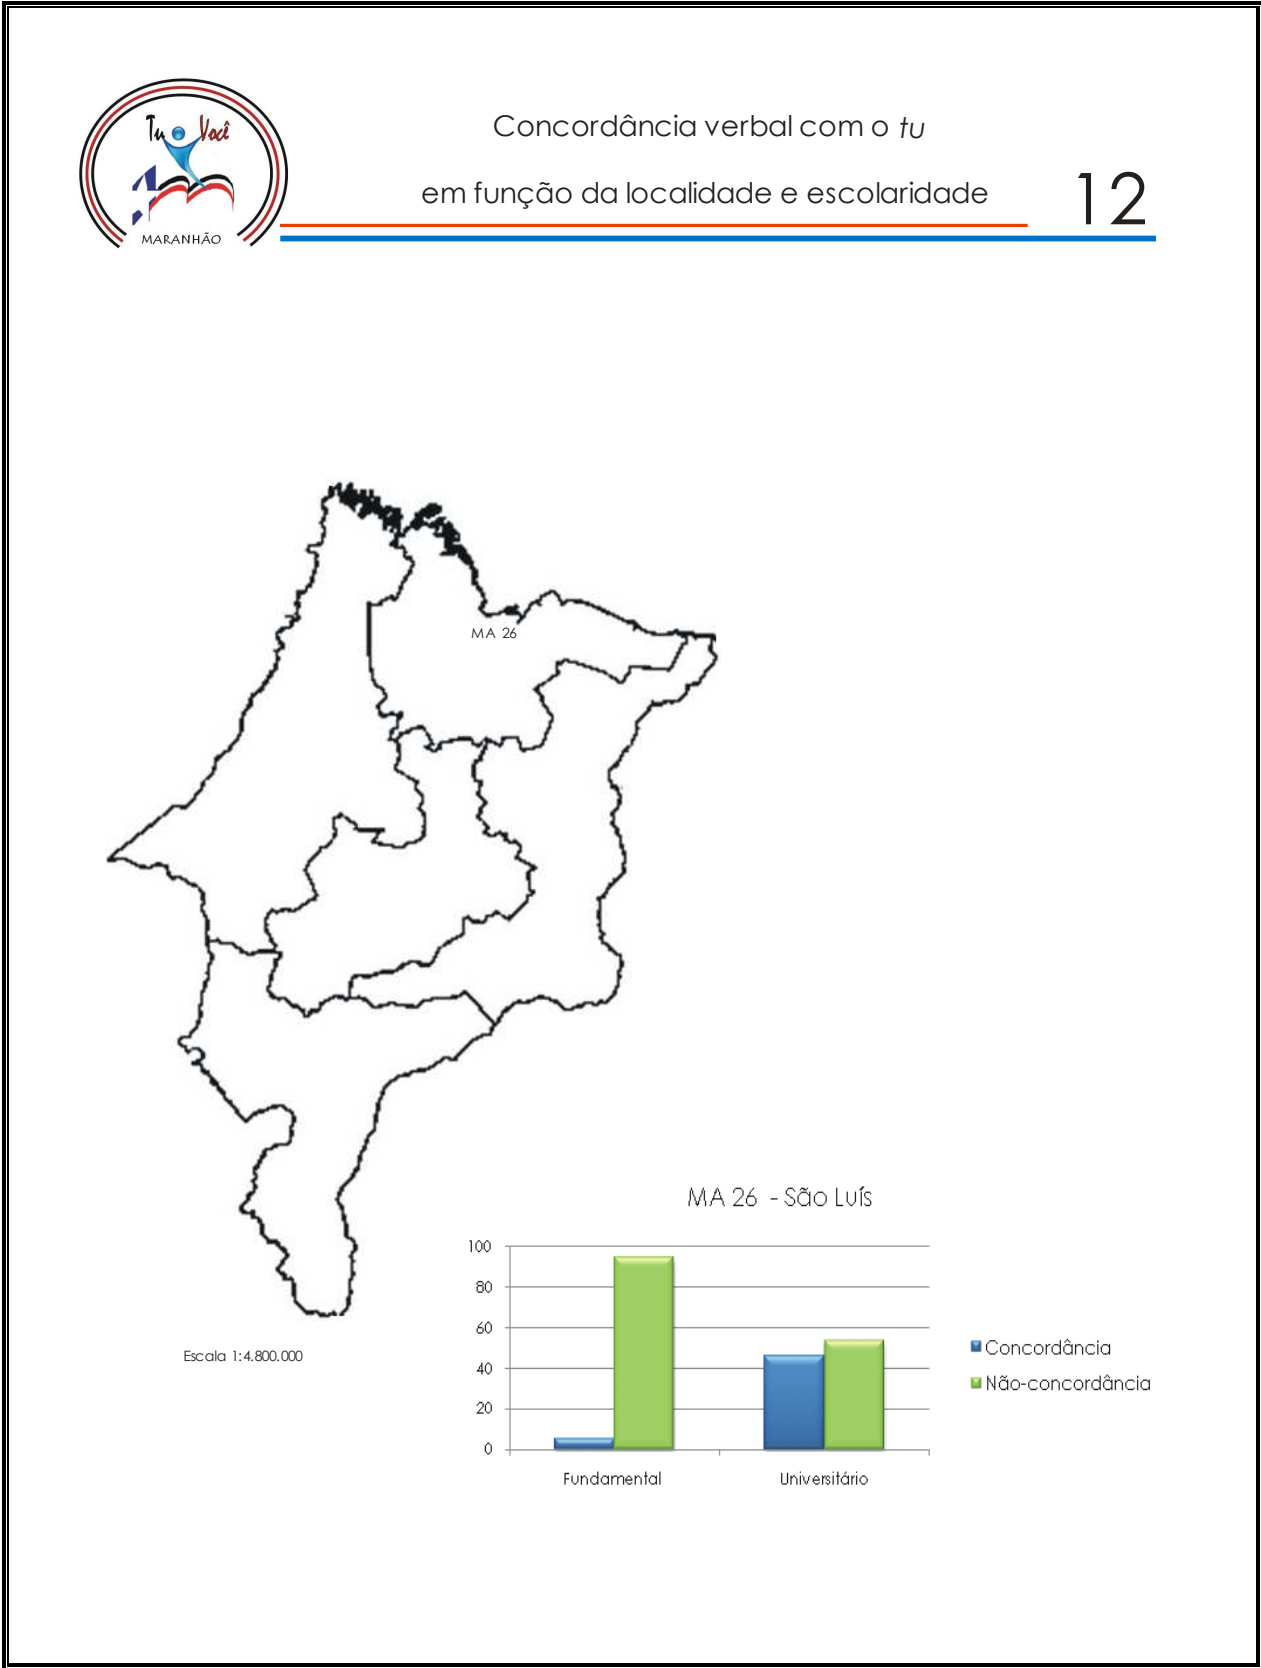 Tu Você
MARANHÃO
Concordância verbal com o tu
em função da localidade e escolaridade
12
MA 26
Escala 1:4.800.000
MA 26 - São Luís
100
80
60
40
20
0
Fundamental
Universitário
Concordância
Não-concordância